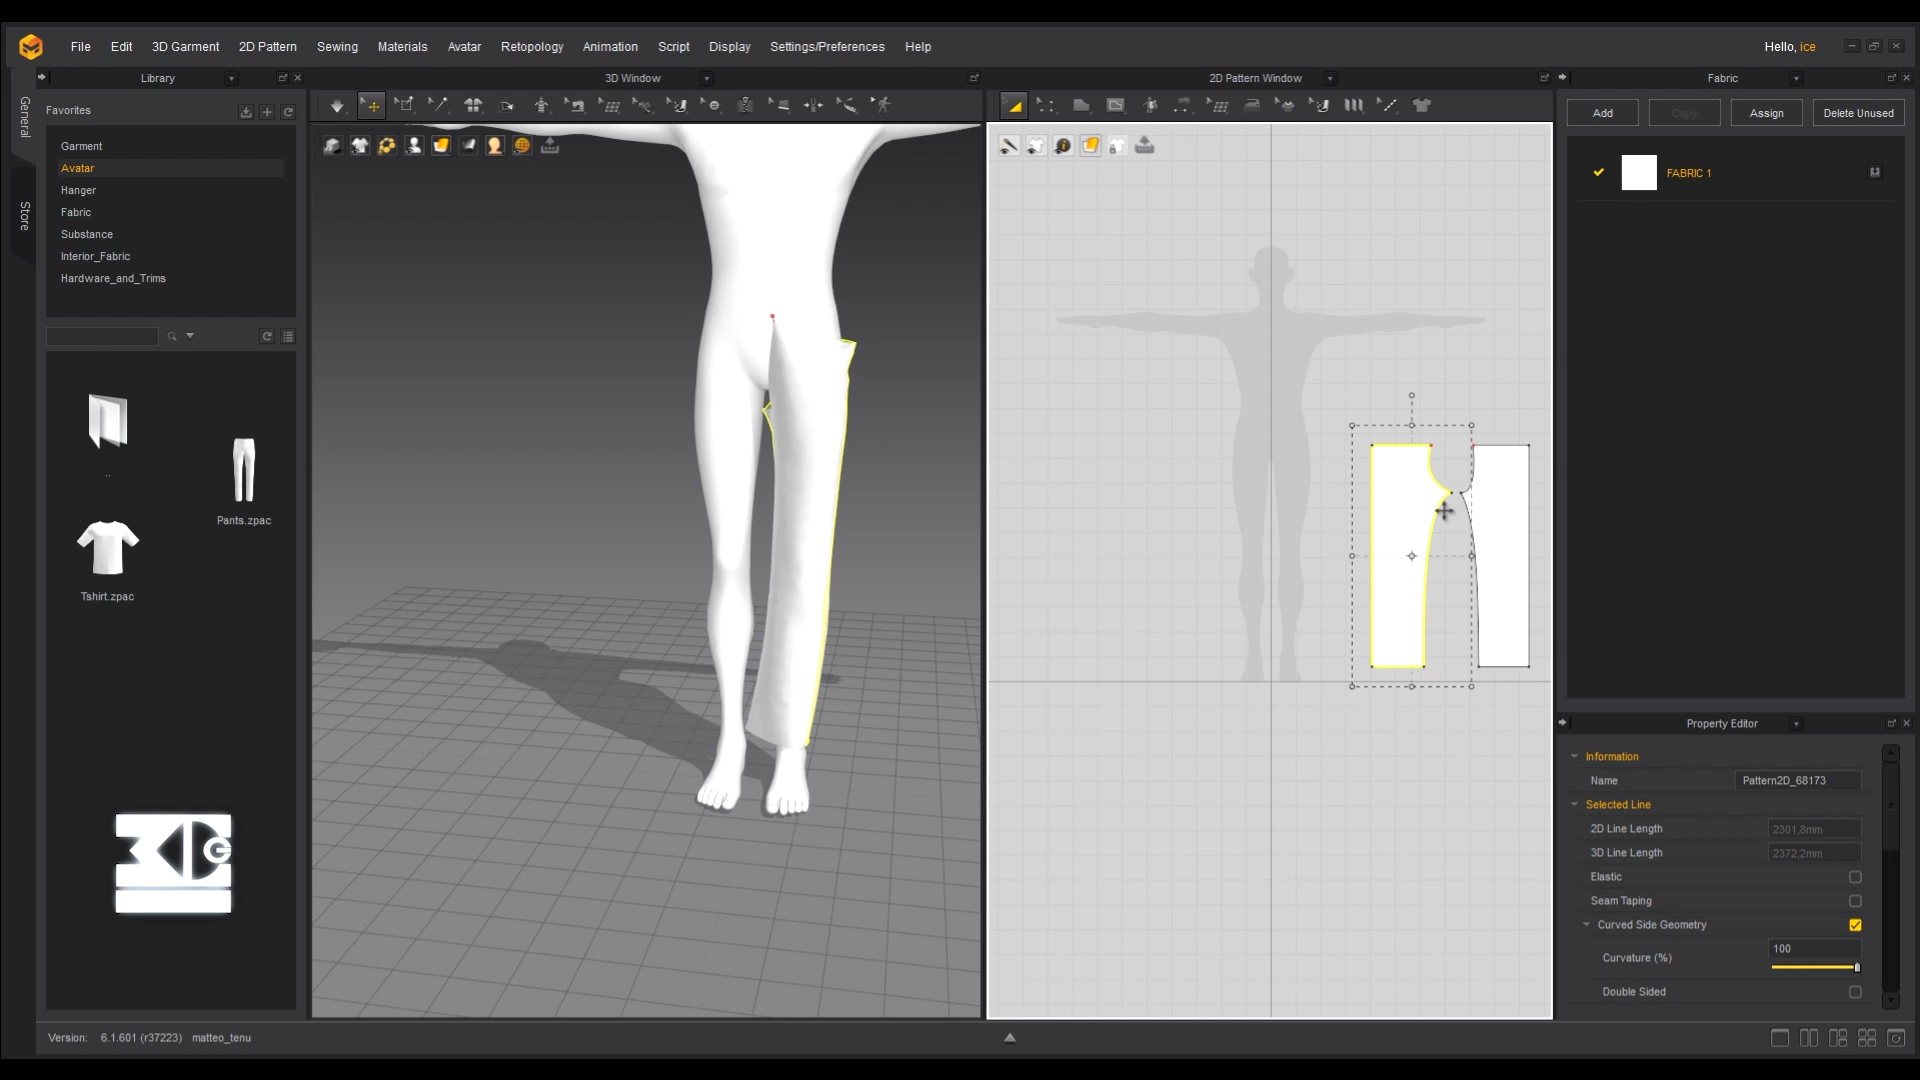 File Edit 3D Garment 2D Pattern Sewing Materials Avatar Retopology Animation Script Display Settings/Preferences Help
Hello, ice
Library
3D Window
2D Pattern Window
Fabric
General
Store
Favorites
Garment
Avatar
Hanger
Fabric
Substance
Interior_Fabric
Hardware_and_Trims
..
Pants.zpac
Tshirt.zpac
Add Copy Assign Delete Unused
FABRIC 1
Property Editor
Information
Name Pattern2D_68173
Selected Line
2D Line Length 2301,8mm
3D Line Length 2372,2mm
Elastic
Seam Taping
Curved Side Geometry
Curvature (%) 100
Double Sided
Version: 6.1.601 (r37223) matteo_tenu